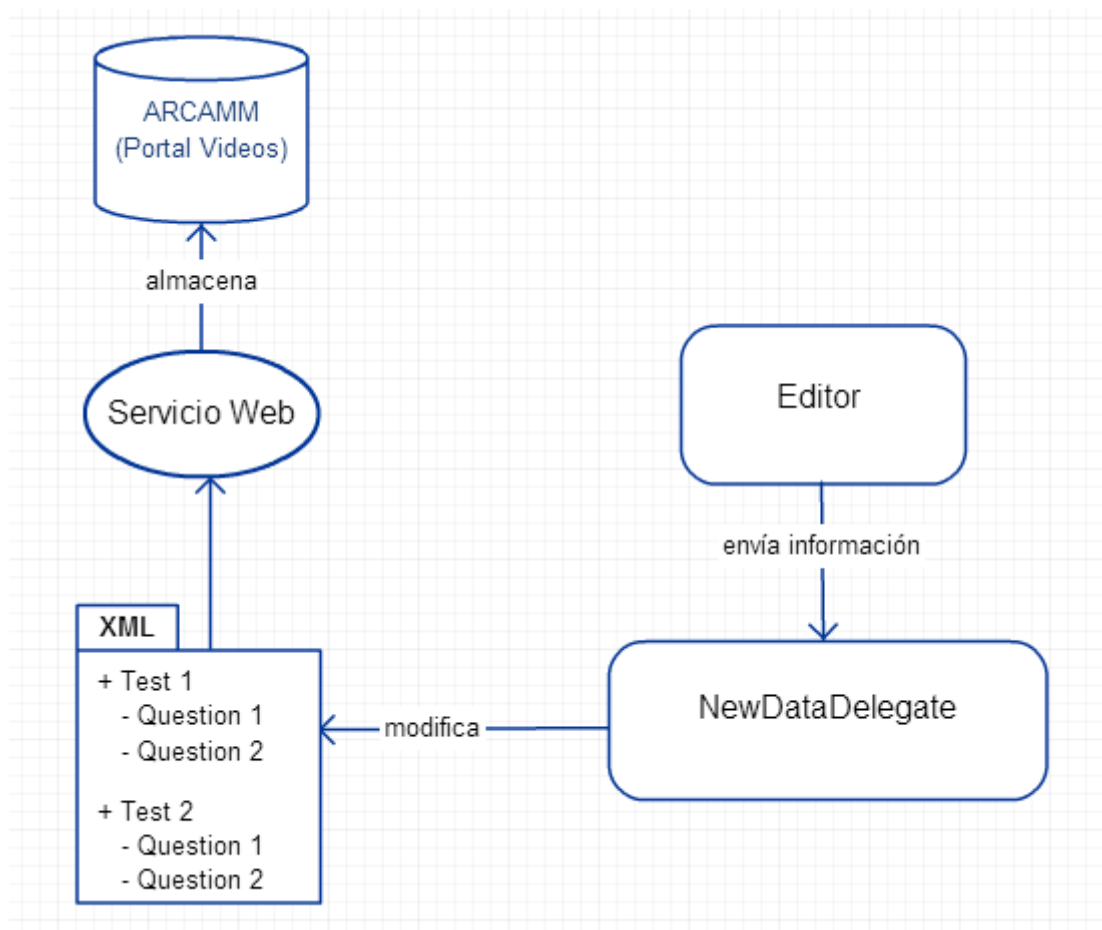 ARCAMM
(Portal Videos)
almacena
Servicio Web
Editor
envía información
XML
+ Test 1
- Question 1
- Question 2
+ Test 2
- Question 1
- Question 2
modifica
NewDataDelegate